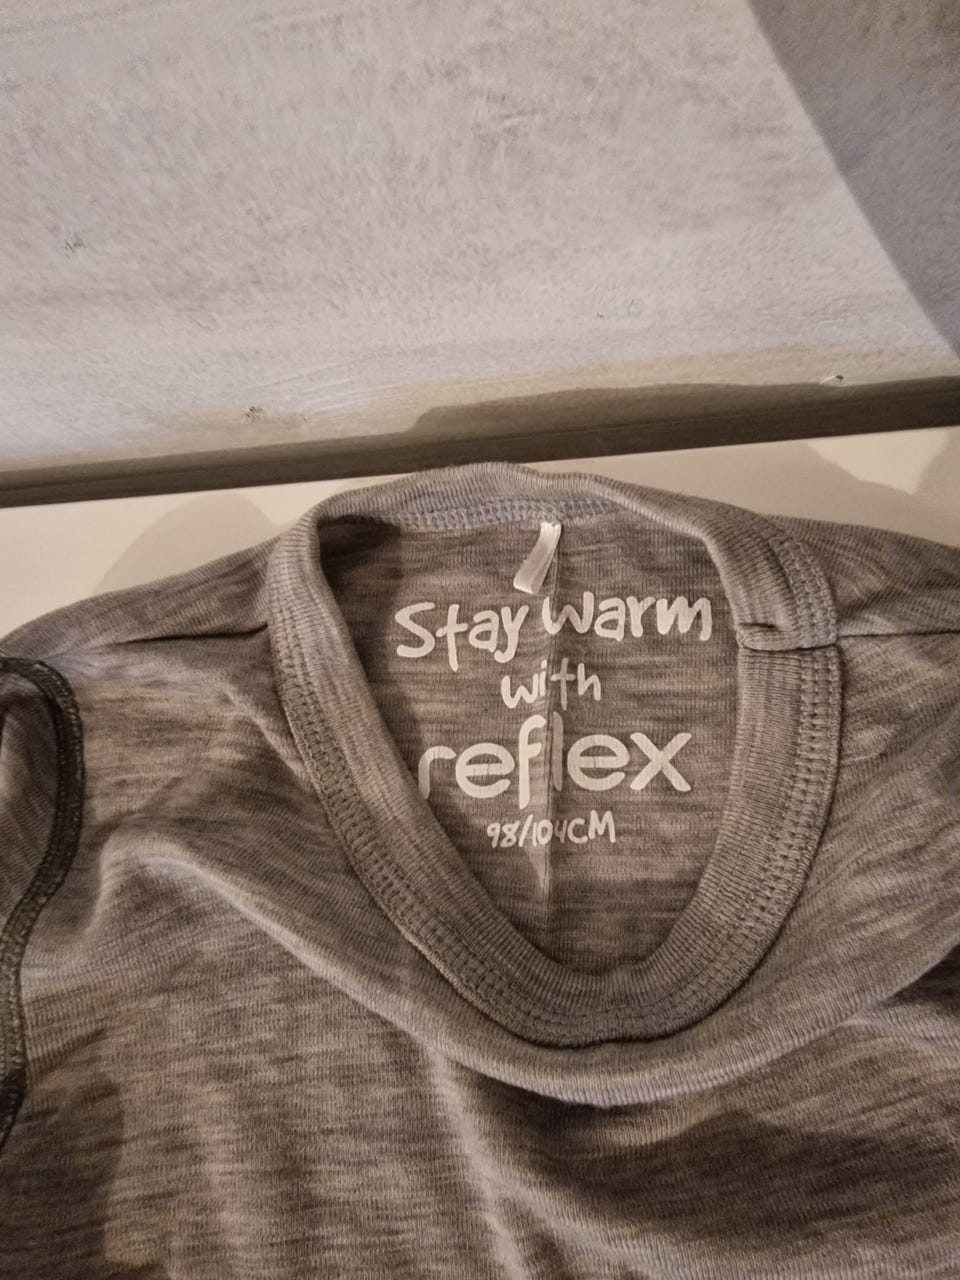 Stay warm
with
reflex
98/104CM